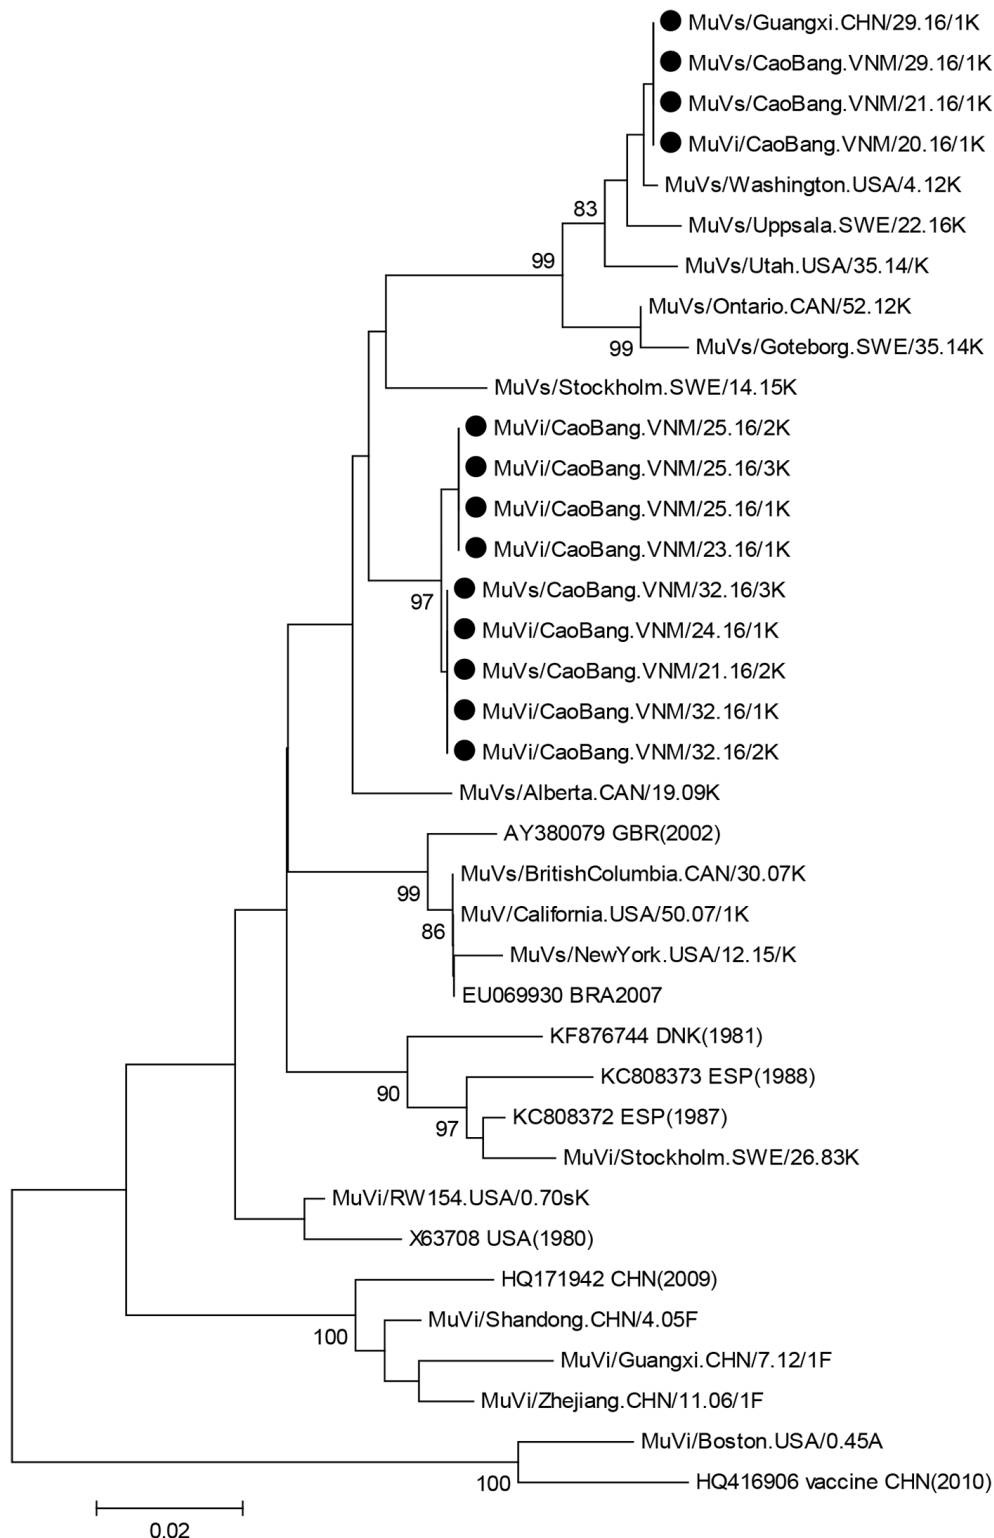 MuVs/Guangxi.CHN/29.16/1K
MuVs/CaoBang.VNM/29.16/1K
MuVs/CaoBang.VNM/21.16/1K
MuVi/CaoBang.VNM/20.16/1K
MuVs/Washington.USA/4.12K
83
MuVs/Uppsala.SWE/22.16K
99
MuVs/Utah.USA/35.14/K
MuVs/Ontario.CAN/52.12K
99
MuVs/Goteborg.SWE/35.14K
MuVs/Stockholm.SWE/14.15K
MuVi/CaoBang.VNM/25.16/2K
MuVi/CaoBang.VNM/25.16/3K
MuVi/CaoBang.VNM/25.16/1K
MuVi/CaoBang.VNM/23.16/1K
97
MuVs/CaoBang.VNM/32.16/3K
MuVi/CaoBang.VNM/24.16/1K
MuVs/CaoBang.VNM/21.16/2K
MuVi/CaoBang.VNM/32.16/1K
MuVi/CaoBang.VNM/32.16/2K
MuVs/Alberta.CAN/19.09K
AY380079 GBR(2002)
99
MuVs/BritishColumbia.CAN/30.07K
MuV/California.USA/50.07/1K
86
MuVs/NewYork.USA/12.15/K
EU069930 BRA2007
KF876744 DNK(1981)
90
KC808373 ESP(1988)
97
KC808372 ESP(1987)
MuVi/Stockholm.SWE/26.83K
MuVi/RW154.USA/0.70sK
X63708 USA(1980)
HQ171942 CHN(2009)
100
MuVi/Shandong.CHN/4.05F
MuVi/Guangxi.CHN/7.12/1F
MuVi/Zhejiang.CHN/11.06/1F
MuVi/Boston.USA/0.45A
100
HQ416906 vaccine CHN(2010)
0.02